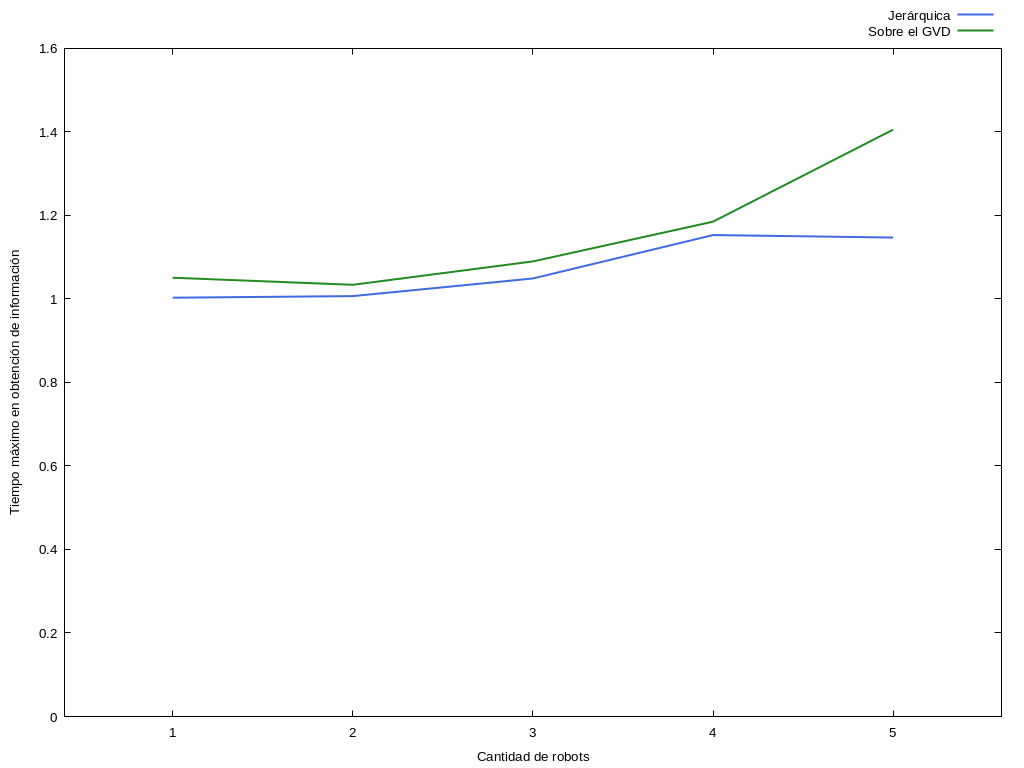 Jerárquica
Sobre el GVD
1.6
1.4
1.2
1
0.8
0.6
0.4
0.2
0
Tiempo máximo en obtención de información
1 2 3 4 5
Cantidad de robots